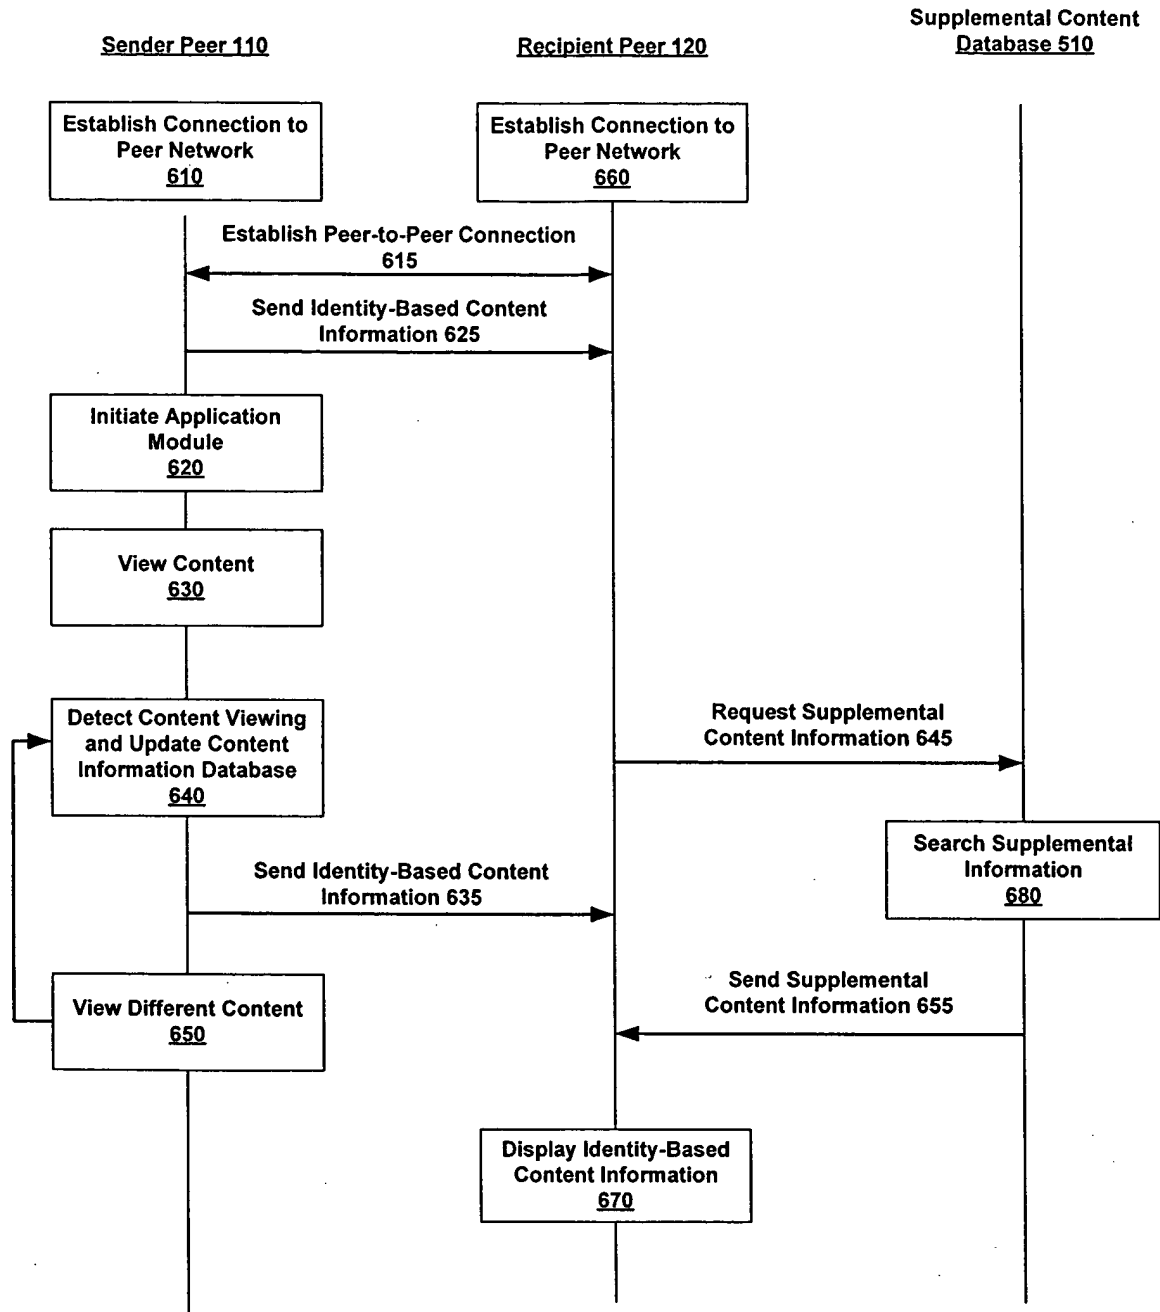 Sender Peer 110
Recipient Peer 120
Supplemental Content
Database 510
Establish Connection to
Peer Network
610
Establish Connection to
Peer Network
660
Establish Peer-to-Peer Connection
615
Send Identity-Based Content
Information 625
Initiate Application
Module
620
View Content
630
Detect Content Viewing
and Update Content
Information Database
640
Request Supplemental
Content Information 645
Search Supplemental
Information
680
Send Identity-Based Content
Information 635
View Different Content
650
Send Supplemental
Content Information 655
Display Identity-Based
Content Information
670